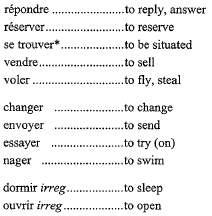 répondre ..................to reply, answer
réserver....................to reserve
se trouver*................to be situated
vendre......................to sell
voler ........................to fly, steal
changer ..................to change
envoyer ..................to send
essayer ..................to try (on)
nager ..................to swim
dormir irreg..............to sleep
ouvrir irreg...............to open